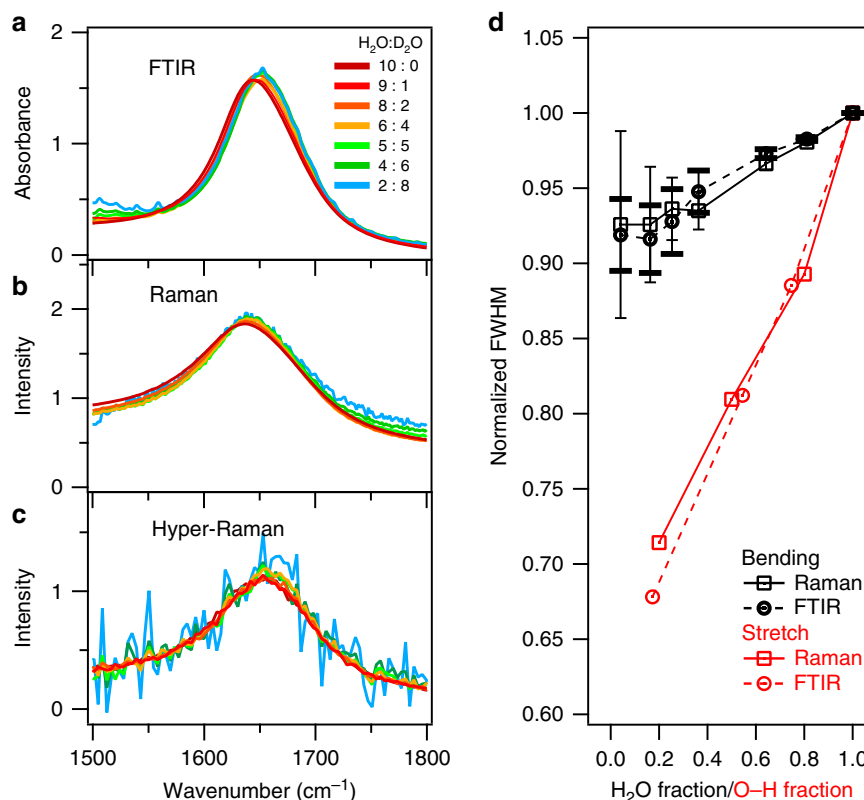 a
FTIR
H₂O:D₂O
10 : 0
9 : 1
8 : 2
6 : 4
5 : 5
4 : 6
2 : 8
2
1
0
Absorbance
b
Raman
2
1
0
Intensity
c
Hyper-Raman
1
0
Intensity
1500 1600 1700 1800
Wavenumber (cm⁻¹)
d
1.05
1.00
0.95
0.90
0.85
0.80
0.75
0.70
0.65
0.60
Normalized FWHM
Bending
Raman
FTIR
Stretch
Raman
FTIR
0.0 0.2 0.4 0.6 0.8 1.0
H₂O fraction/O–H fraction